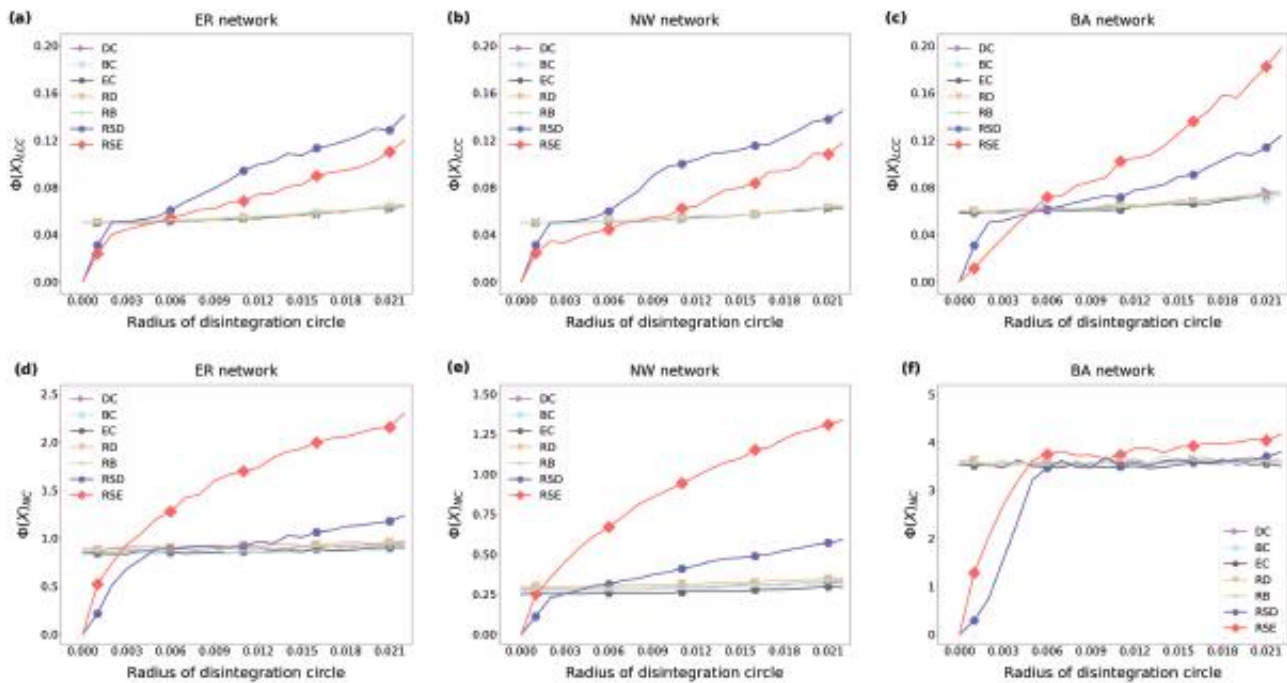 (a)
ER network
0.20
0.16
0.12
0.08
0.04
0.00
Φ(X)LCC
DC
BC
EC
RD
RB
RSD
RSE
0.000 0.003 0.006 0.009 0.012 0.015 0.018 0.021
Radius of disintegration circle
(b)
NW network
0.20
0.16
0.12
0.08
0.04
0.00
Φ(X)LCC
DC
BC
EC
RD
RB
RSD
RSE
0.000 0.003 0.006 0.009 0.012 0.015 0.018 0.021
Radius of disintegration circle
(c)
BA network
0.20
0.16
0.12
0.08
0.04
0.00
Φ(X)LCC
DC
BC
EC
RD
RB
RSD
RSE
0.000 0.003 0.006 0.009 0.012 0.015 0.018 0.021
Radius of disintegration circle
(d)
ER network
2.5
2.0
1.5
1.0
0.5
0.0
Φ(X)NC
DC
BC
EC
RD
RB
RSD
RSE
0.000 0.003 0.006 0.009 0.012 0.015 0.018 0.021
Radius of disintegration circle
(e)
NW network
1.50
1.25
1.00
0.75
0.50
0.25
0.00
Φ(X)NC
DC
BC
EC
RD
RB
RSD
RSE
0.000 0.003 0.006 0.009 0.012 0.015 0.018 0.021
Radius of disintegration circle
(f)
BA network
5
4
3
2
1
0
Φ(X)NC
DC
BC
EC
RD
RB
RSD
RSE
0.000 0.003 0.006 0.009 0.012 0.015 0.018 0.021
Radius of disintegration circle